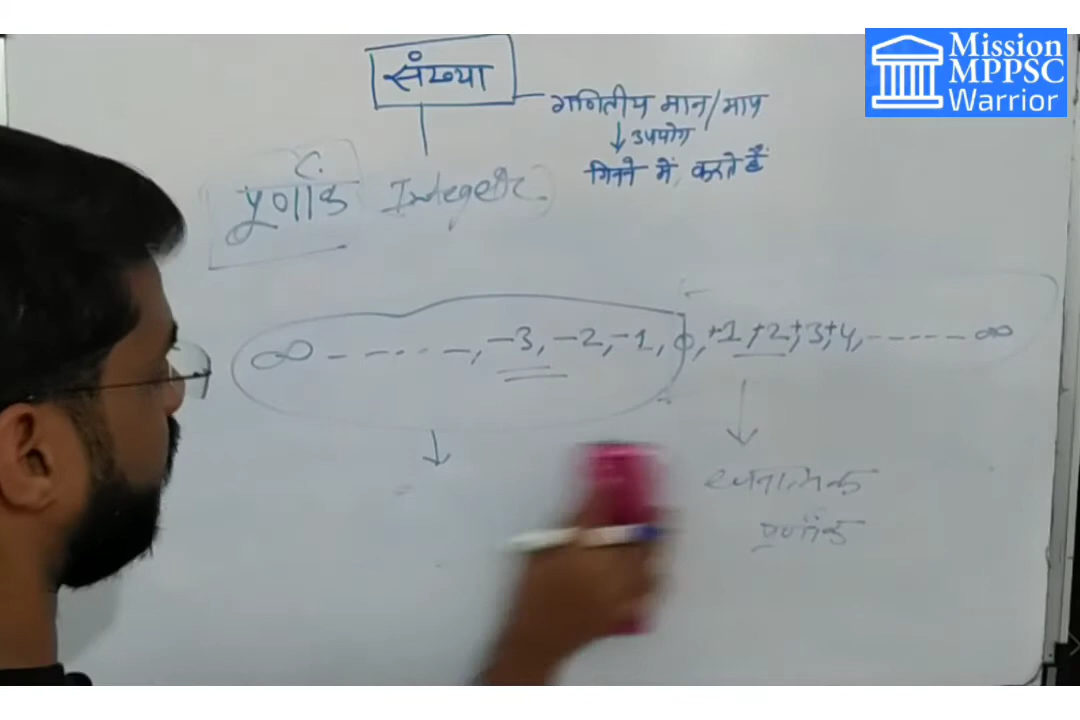 संख्या
गणितीय मान/माप
↓ उपयोग
गिनने में करते हैं
पूर्णांक Integer
∞ - - - - -, -3, -2, -1, 0, +1, +2, +3, +4, - - - - - ∞
धनात्मक
पूर्णांक
Mission
MPPSC
Warrior